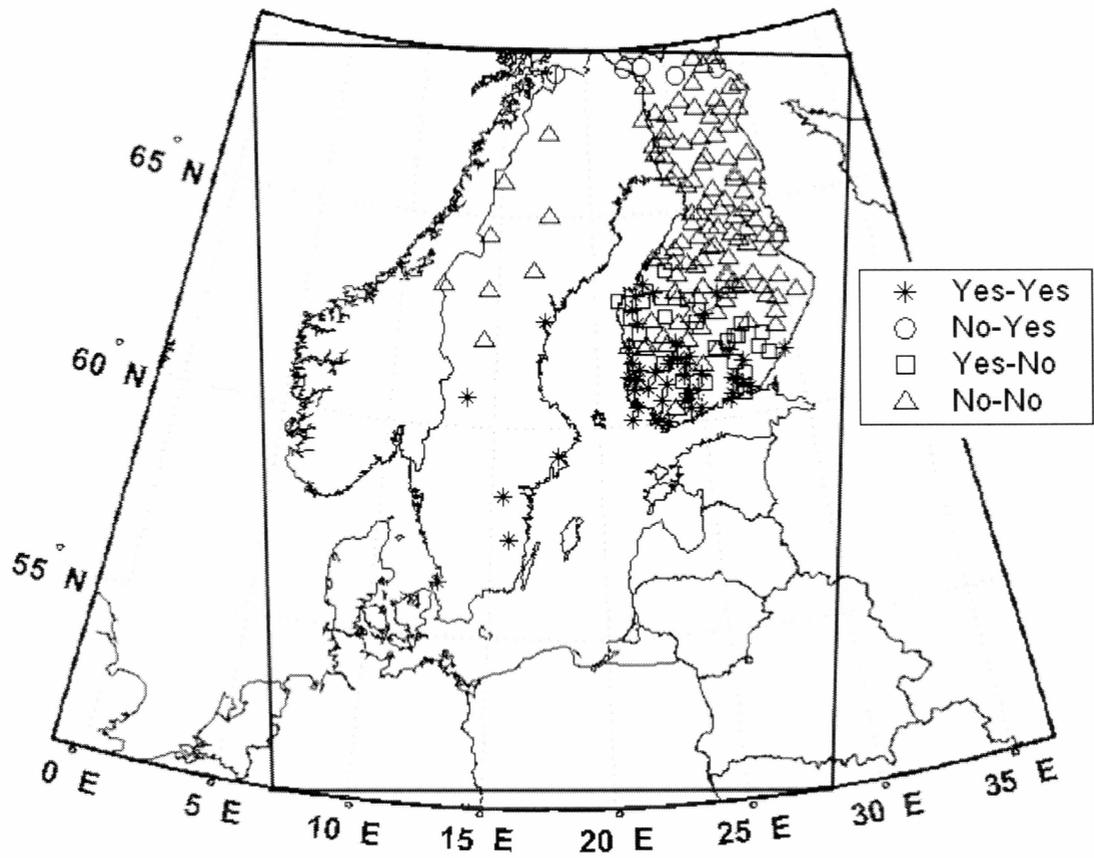 65° N
60° N
55° N
Yes-Yes
No-Yes
Yes-No
No-No
0° E
5° E
10° E
15° E
20° E
25° E
30° E
35° E